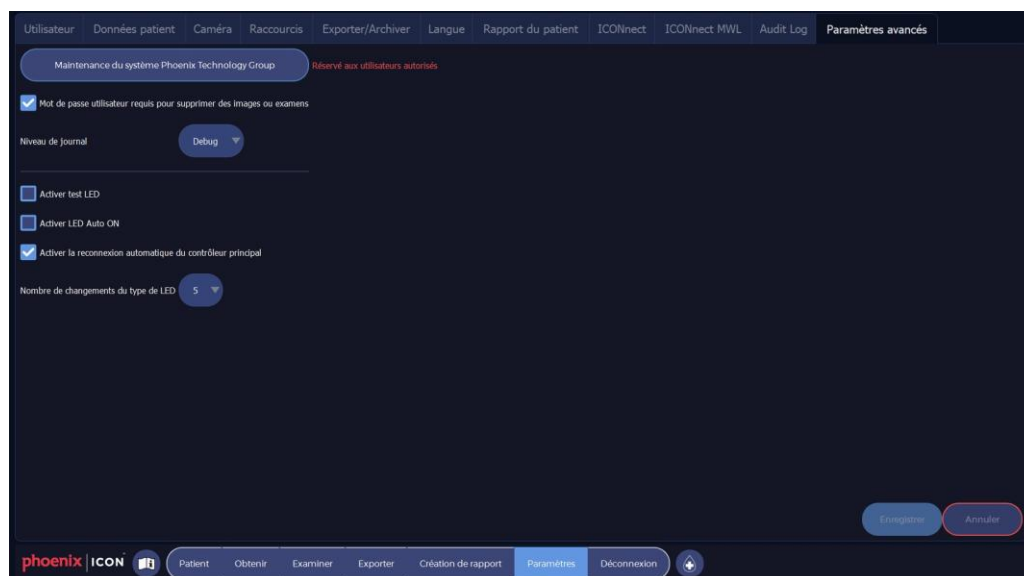 Utilisateur Données patient Caméra Raccourcis Exporter/Archiver Langue Rapport du patient ICONnect ICONnect MWL Audit Log Paramètres avancés
Maintenance du système Phoenix Technology Group Réservé aux utilisateurs autorisés
Mot de passe utilisateur requis pour supprimer des images ou examens
Niveau de journal Debug
Activer test LED
Activer LED Auto ON
Activer la reconnexion automatique du contrôleur principal
Nombre de changements du type de LED 5
Enregistrer Annuler
phoenix ICON Patient Obtenir Examiner Exporter Création de rapport Paramètres Déconnexion